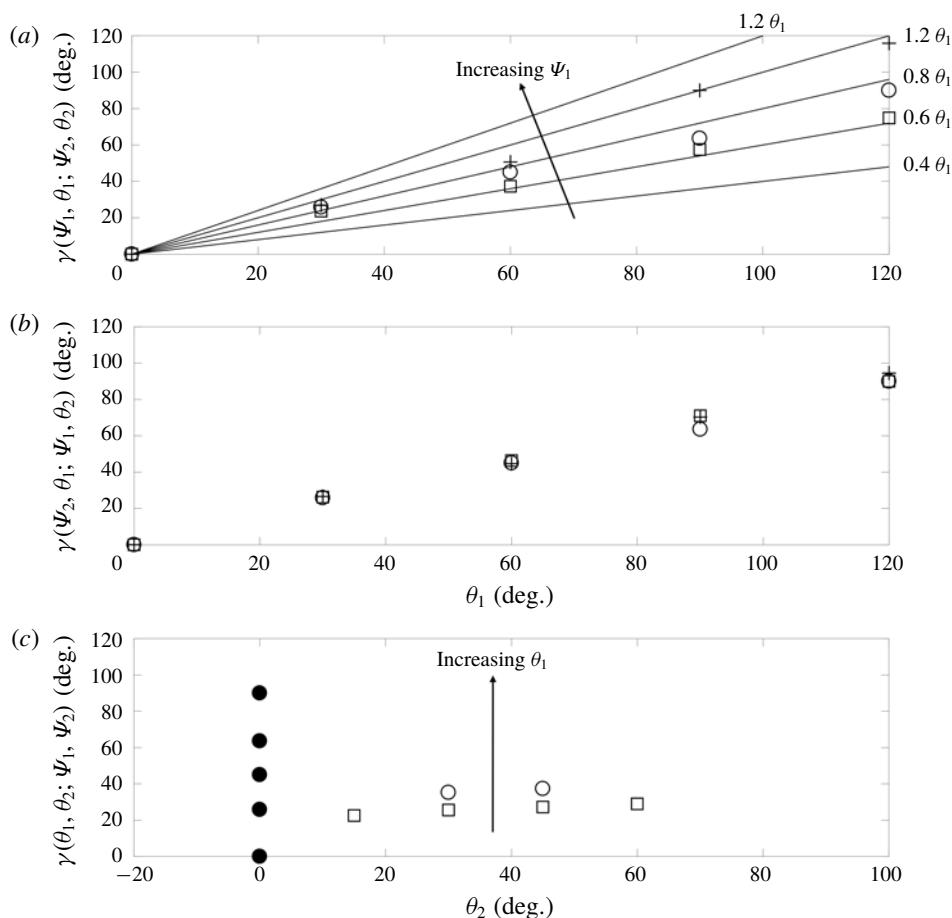 (a)
1.2 θ₁
γ(Ψ₁, θ₁; Ψ₂, θ₂) (deg.)
120
100
80
60
40
20
Increasing Ψ₁
1.2 θ₁
0.8 θ₁
0.6 θ₁
0.4 θ₁
0 20 40 60 80 100 120
(b)
γ(Ψ₂, θ₁; Ψ₁, θ₂) (deg.)
120
100
80
60
40
20
0 20 40 60 80 100 120
θ₁ (deg.)
(c)
γ(θ₁, θ₂; Ψ₁, Ψ₂) (deg.)
120
100
80
60
40
20
0
Increasing θ₁
−20 0 20 40 60 80 100
θ₂ (deg.)